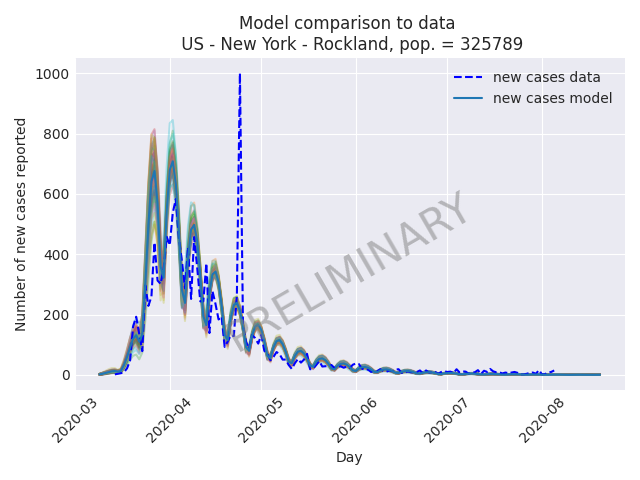 Model comparison to data
US - New York - Rockland, pop. = 325789
new cases data
new cases model
1000
800
600
400
200
0
Number of new cases reported
PRELIMINARY
2020-03
2020-04
2020-05
2020-06
2020-07
2020-08
Day